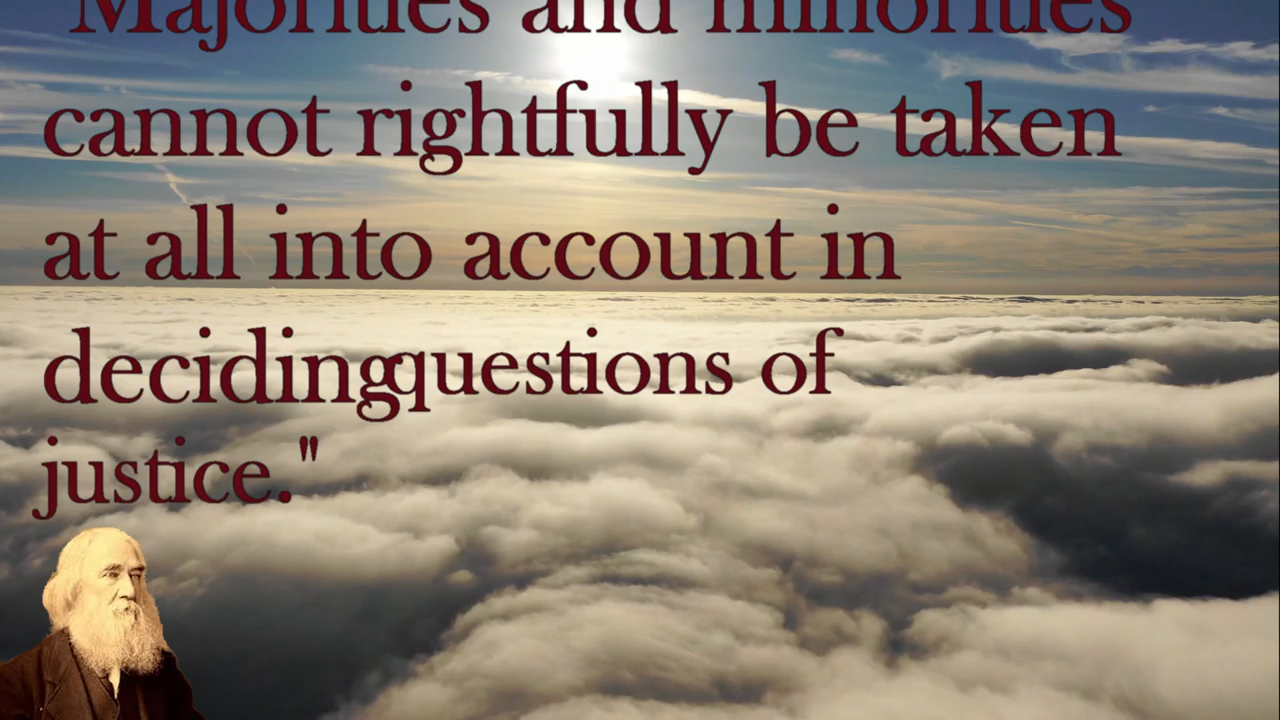 "Majorities and minorities
cannot rightfully be taken
at all into account in
decidingquestions of
justice."